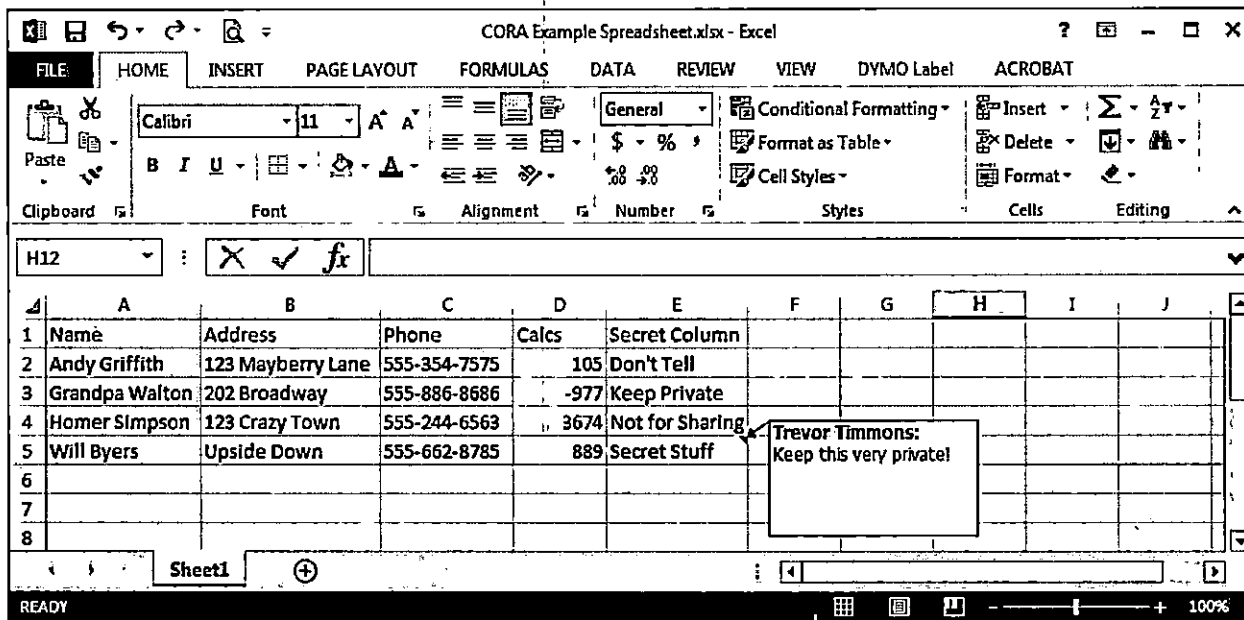 CORA Example Spreadsheet.xlsx - Excel ?
FILE HOME INSERT PAGE LAYOUT FORMULAS DATA REVIEW VIEW DYMO Label ACROBAT
Calibri 11 A A General Conditional Formatting Insert Σ
Paste $ % , Format as Table Delete
B I U A .00 .00 Cell Styles Format
Clipboard Font Alignment Number Styles Cells Editing
H12 fx
A B C D E F G H I J
1 Name Address Phone Calcs Secret Column
2 Andy Griffith 123 Mayberry Lane 555-354-7575 105 Don't Tell
3 Grandpa Walton 202 Broadway 555-886-8686 -977 Keep Private
4 Homer Simpson 123 Crazy Town 555-244-6563 3674 Not for Sharing
5 Will Byers Upside Down 555-662-8785 889 Secret Stuff
Trevor Timmons:
Keep this very private!
6
7
8
Sheet1
READY 100%